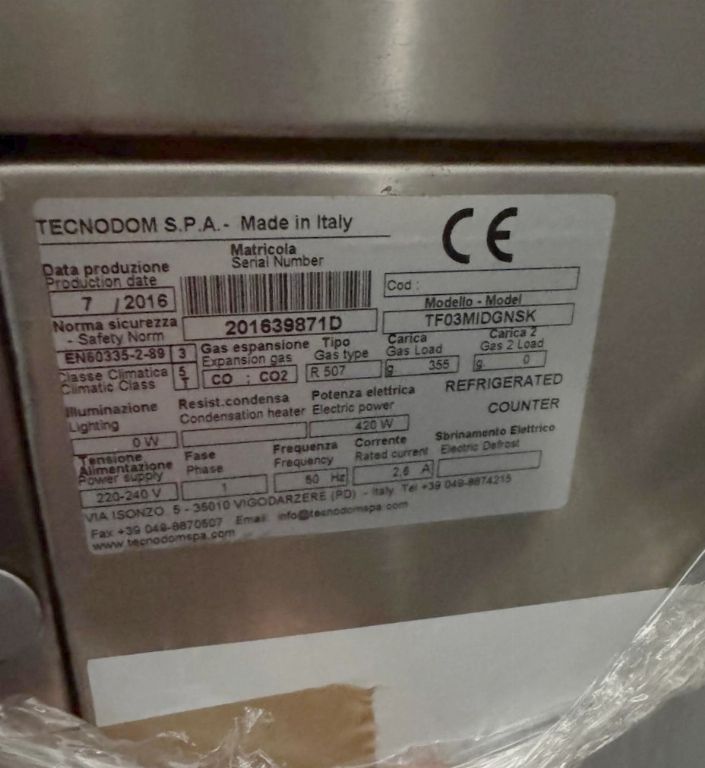 TECNODOM S.P.A.- Made in Italy
CE
Matricola
Serial Number
Data produzione
Production date
7 / 2016
201639871D
Cod :
Modello - Model
TF03MIDGNSK
Norma sicurezza
- Safety Norm
EN60335-2-89 3
Gas espansione
Expansion gas
CO : CO2
Tipo
Gas type
R 507
Carica
Gas Load
g. 355
Carica 2
Gas 2 Load
g. 0
Classe Climatica
Climatic Class
5
T
REFRIGERATED
COUNTER
Illuminazione
Lighting
0 W
Resist.condensa
Condensation heater
Potenza elettrica
Electric power
420 W
Tensione
Alimentazione
Power supply
220-240 V
Fase
Phase
1
Frequenza
Frequency
50 Hz
Corrente
Rated current
2,6 A
Sbrinamento Elettrico
Electric Defrost
VIA ISONZO 5 - 35010 VIGODARZERE (PD) - Italy. Tel +39 049-8874215
Fax +39 049-8870507 Email: info@tecnodomspa.com
www.tecnodomspa.com